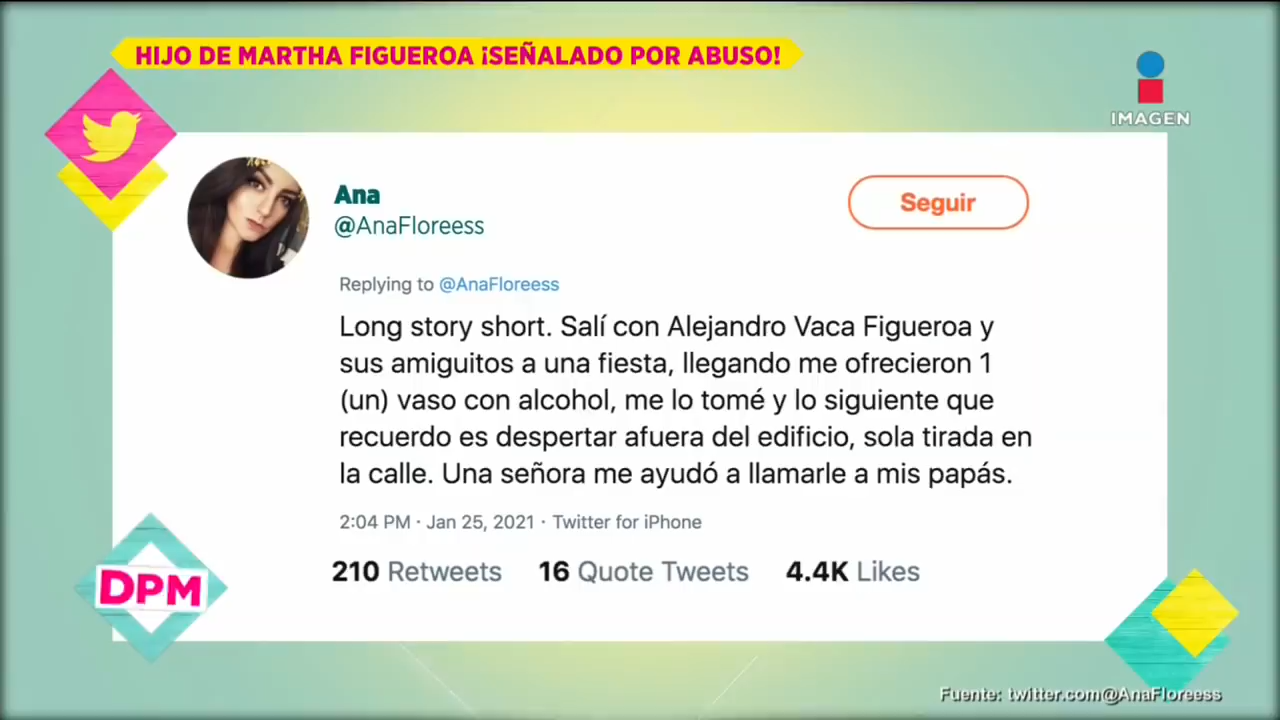 HIJO DE MARTHA FIGUEROA ¡SEÑALADO POR ABUSO!
IMAGEN
Ana
@AnaFloreess
Seguir
Replying to @AnaFloreess
Long story short. Salí con Alejandro Vaca Figueroa y
sus amiguitos a una fiesta, llegando me ofrecieron 1
(un) vaso con alcohol, me lo tomé y lo siguiente que
recuerdo es despertar afuera del edificio, sola tirada en
la calle. Una señora me ayudó a llamarle a mis papás.
2:04 PM · Jan 25, 2021 · Twitter for iPhone
210 Retweets 16 Quote Tweets 4.4K Likes
DPM
Fuente: twitter.com@AnaFloreess